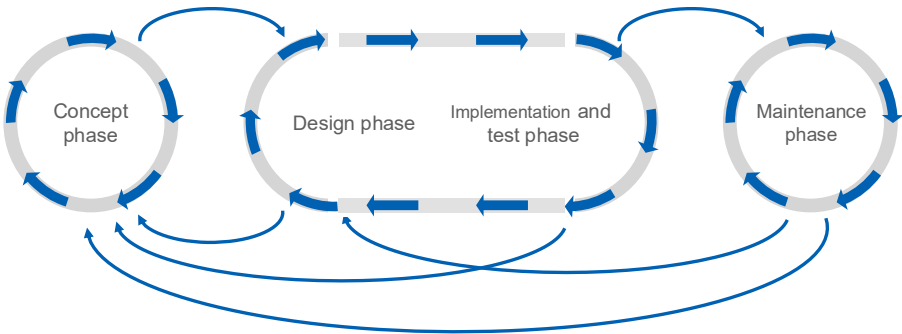 Concept
phase
Design phase
Implementation and
test phase
Maintenance
phase